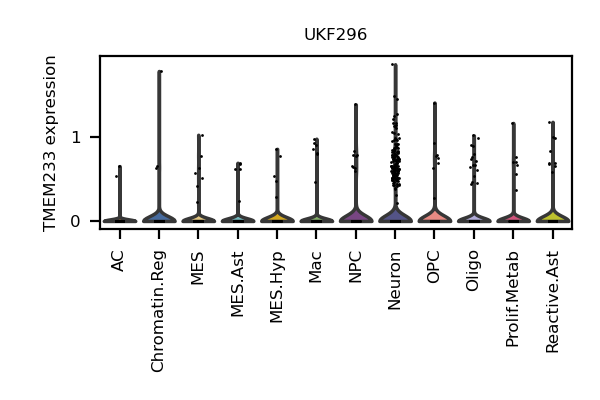 UKF296
TMEM233 expression
1
0
AC
Chromatin.Reg
MES
MES.Ast
MES.Hyp
Mac
NPC
Neuron
OPC
Oligo
Prolif.Metab
Reactive.Ast